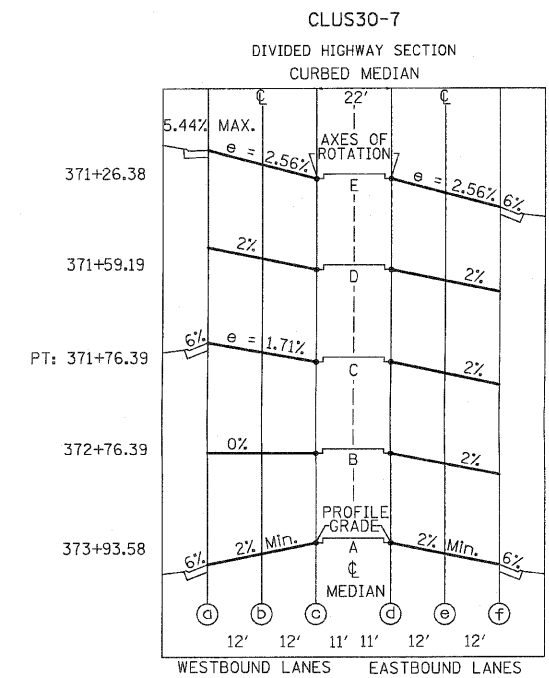 CLUS30-7
DIVIDED HIGHWAY SECTION
CURBED MEDIAN
℄ 22' ℄
5.44% MAX.
AXES OF
ROTATION
e = 2.56%
371+26.38
E
e = 2.56%
6%
371+59.19
2%
D
2%
PT: 371+76.39
6%
e = 1.71%
C
2%
372+76.39
0%
B
2%
373+93.58
PROFILE
GRADE
6%
2% Min.
A
2% Min.
6%
℄
MEDIAN
a b c d e f
12' 12' 11' 11' 12' 12'
WESTBOUND LANES EASTBOUND LANES